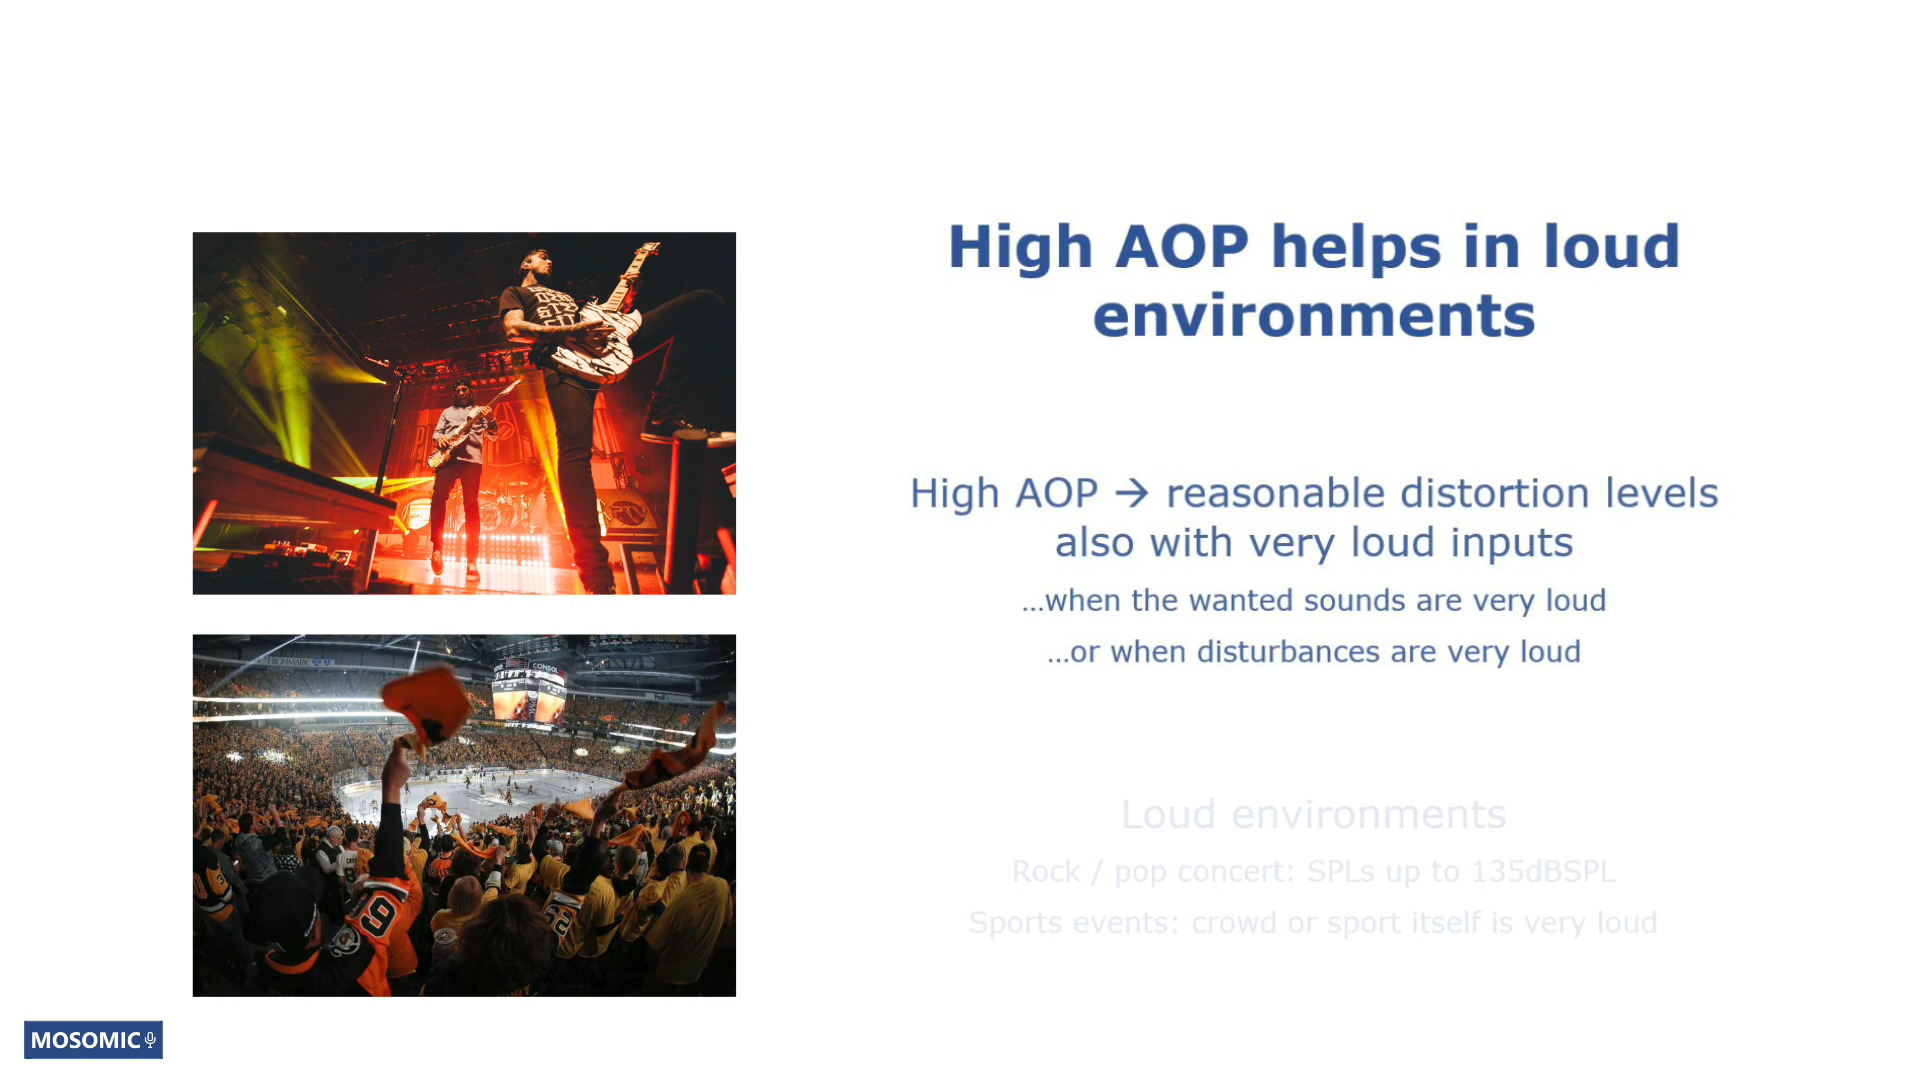 High AOP helps in loud
environments
High AOP → reasonable distortion levels
also with very loud inputs
...when the wanted sounds are very loud
...or when disturbances are very loud
Loud environments
Rock / pop concert: SPLs up to 135dBSPL
Sports events: crowd or sport itself is very loud
HIGHMARK
CONSOL
MOSOMIC